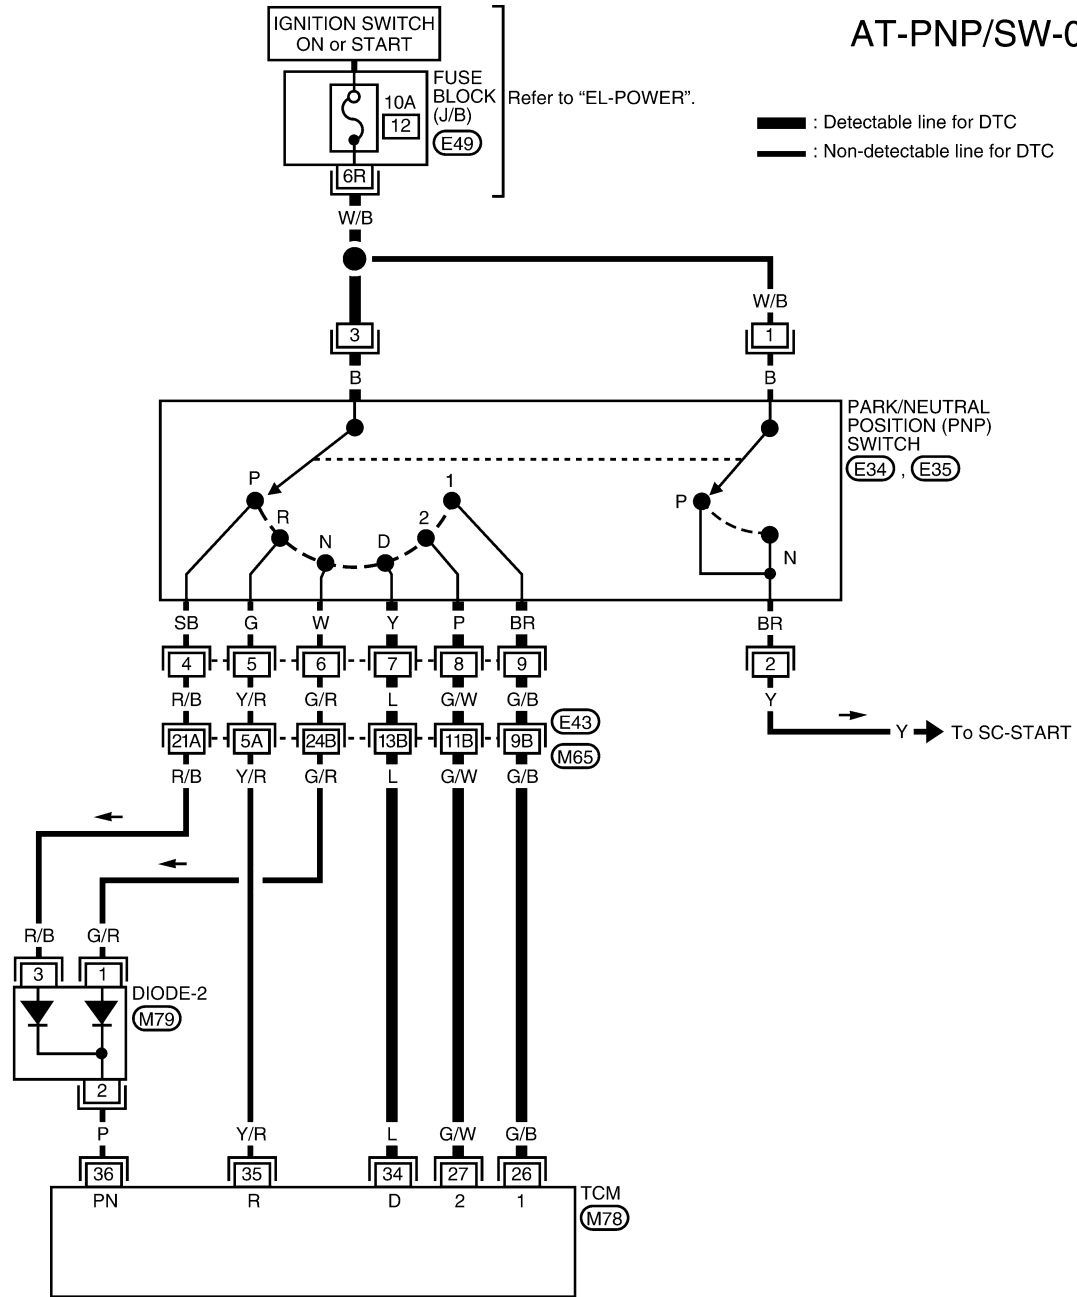 AT-PNP/SW-0
IGNITION SWITCH
ON or START
FUSE
BLOCK
(J/B)
E49
10A
12
6R
Refer to “EL-POWER”.
: Detectable line for DTC
: Non-detectable line for DTC
W/B
W/B
3
1
B
B
PARK/NEUTRAL
POSITION (PNP)
SWITCH
E34 , E35
P
R
N
D
2
1
P
N
SB G W Y P BR BR
4 5 6 7 8 9 2
R/B Y/R G/R L G/W G/B Y
E43
21A 5A 24B 13B 11B 9B
M65
Y To SC-START
R/B Y/R G/R L G/W G/B
R/B G/R
3 1
DIODE-2
M79
2
P Y/R L G/W G/B
36 35 34 27 26
PN R D 2 1
TCM
M78